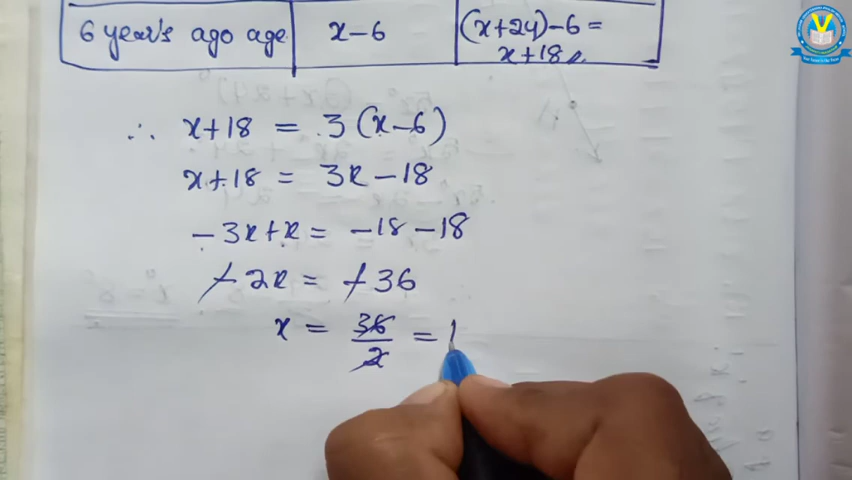 6 year's ago age x-6 (x+24)-6=
x+18
∴ x+18 = 3(x-6)
x+18 = 3x-18
-3x+x = -18-18
-2x = -36
x = 36/2 = 1